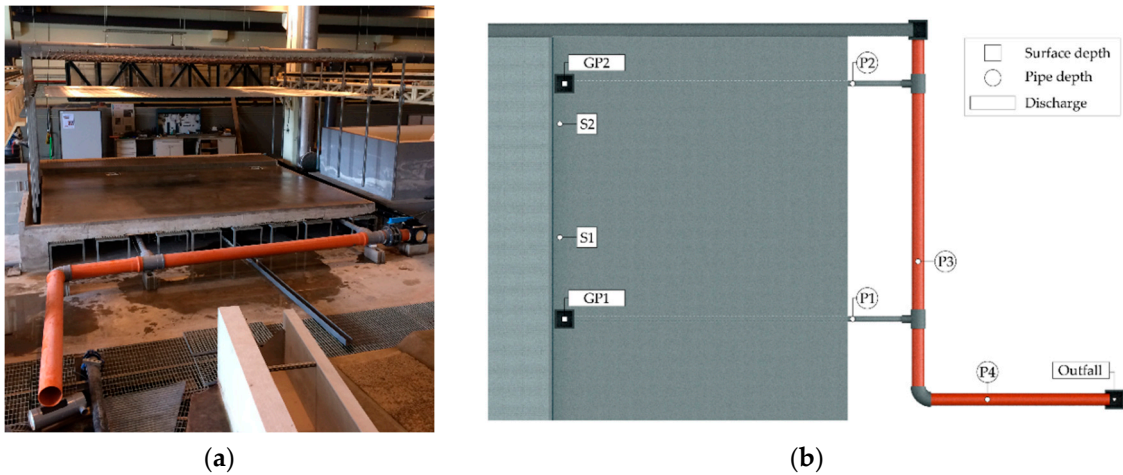 GP2
P2
S2
S1
GP1
P1
P3
P4
Outfall
Surface depth
Pipe depth
Discharge
(a)
(b)